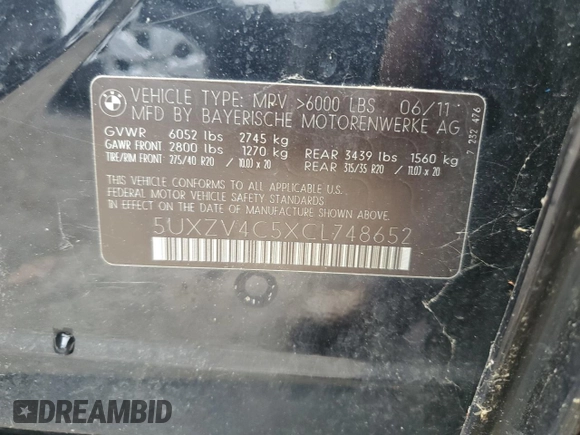 BMW
VEHICLE TYPE: MPV >6000 LBS 06/11
MFD BY BAYERISCHE MOTORENWERKE AG
GVWR 6052 lbs 2745 kg
GAWR FRONT 2800 lbs 1270 kg REAR 3439 lbs 1560 kg
TIRE/RIM FRONT 275/40 R20 / 10.0J x 20 REAR 315/35 R20 / 11.0J x 20
THIS VEHICLE CONFORMS TO ALL APPLICABLE U.S.
FEDERAL MOTOR VEHICLE SAFETY STANDARDS
IN EFFECT ON THE DATE OF MANUFACTURE SHOWN ABOVE.
5UXZV4C5XCL748652
7 232 476
DREAMBID